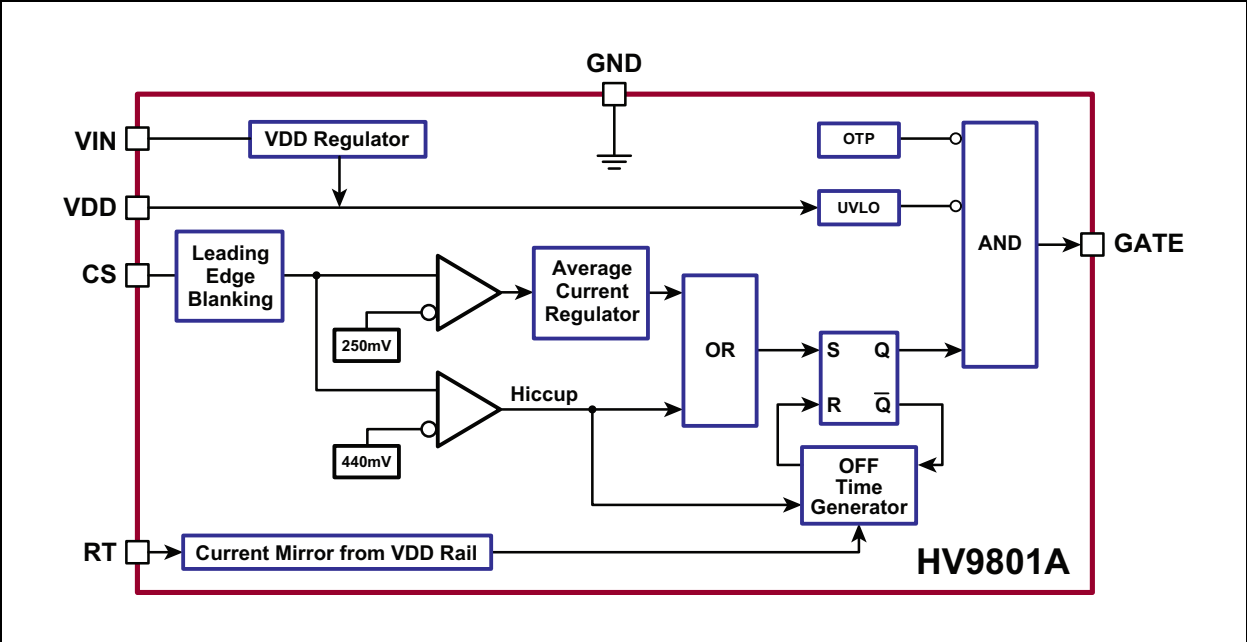 GND
VIN
VDD Regulator
OTP
VDD
UVLO
CS
Leading
Edge
Blanking
Average
Current
Regulator
AND
GATE
250mV
OR
S
Q
Hiccup
R
Q̅
440mV
OFF
Time
Generator
RT
Current Mirror from VDD Rail
HV9801A